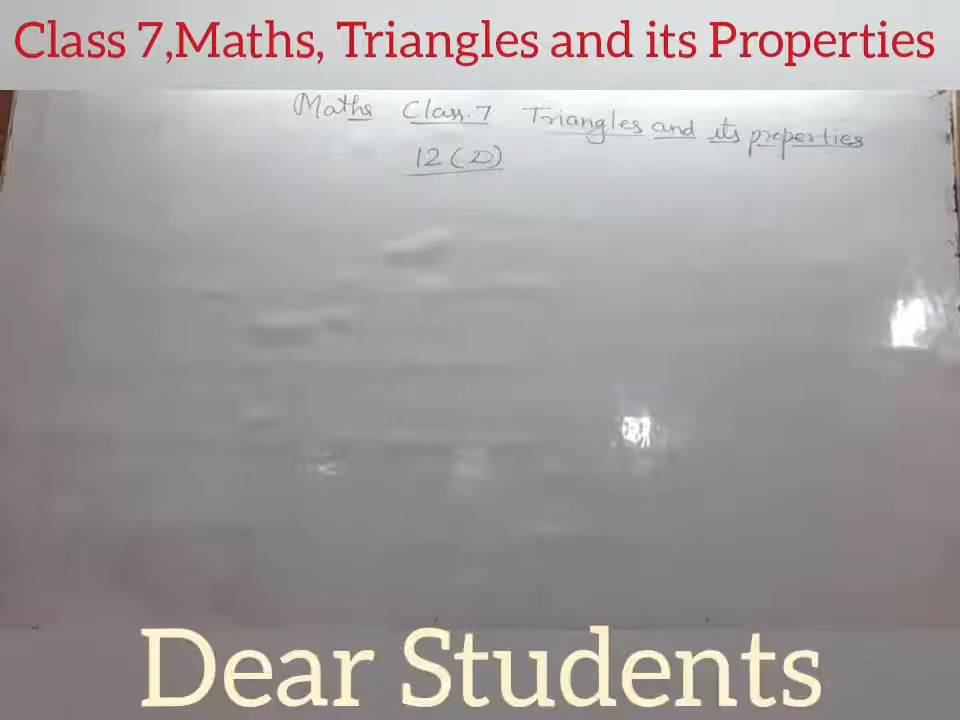 Class 7,Maths, Triangles and its Properties
Maths Class.7 Triangles and its properties
12 (D)
Dear Students